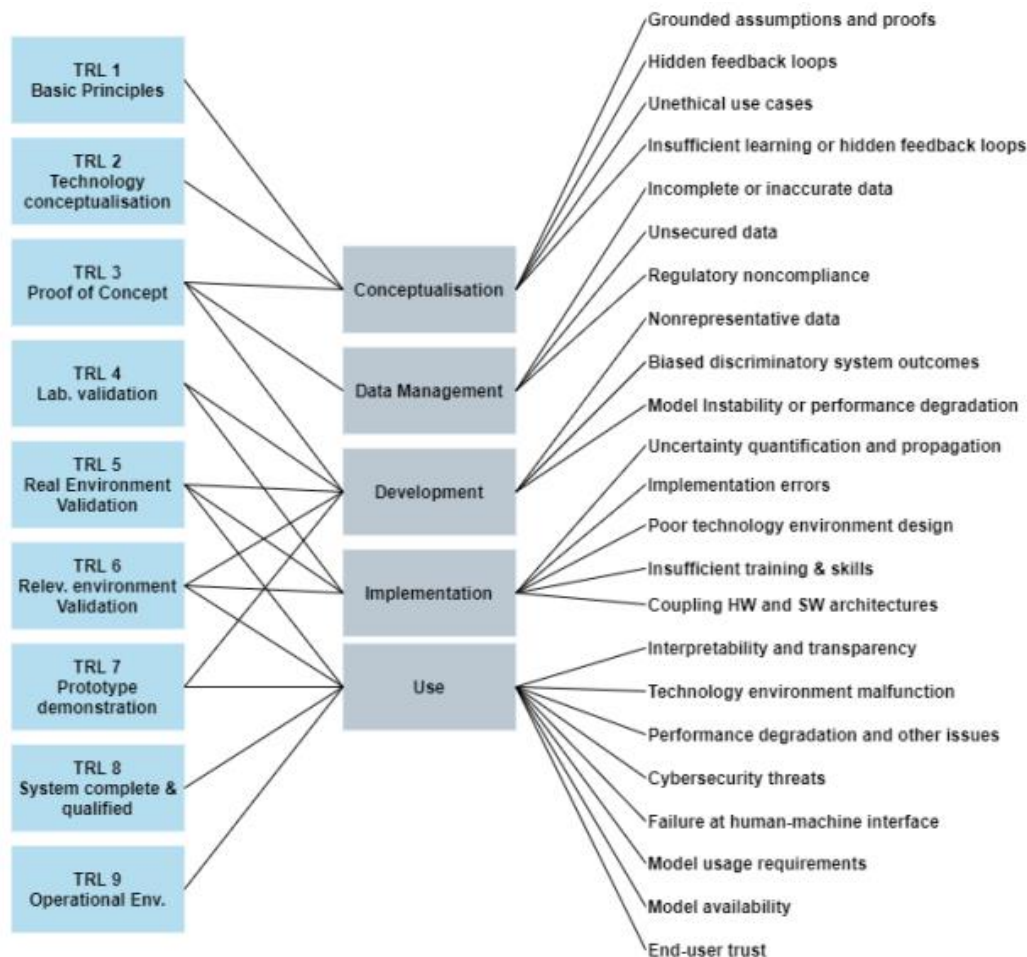 TRL 1
Basic Principles
TRL 2
Technology
conceptualisation
TRL 3
Proof of Concept
TRL 4
Lab. validation
TRL 5
Real Environment
Validation
TRL 6
Relev. environment
Validation
TRL 7
Prototype
demonstration
TRL 8
System complete &
qualified
TRL 9
Operational Env.
Conceptualisation
Data Management
Development
Implementation
Use
Grounded assumptions and proofs
Hidden feedback loops
Unethical use cases
Insufficient learning or hidden feedback loops
Incomplete or inaccurate data
Unsecured data
Regulatory noncompliance
Nonrepresentative data
Biased discriminatory system outcomes
Model Instability or performance degradation
Uncertainty quantification and propagation
Implementation errors
Poor technology environment design
Insufficient training & skills
Coupling HW and SW architectures
Interpretability and transparency
Technology environment malfunction
Performance degradation and other issues
Cybersecurity threats
Failure at human-machine interface
Model usage requirements
Model availability
End-user trust